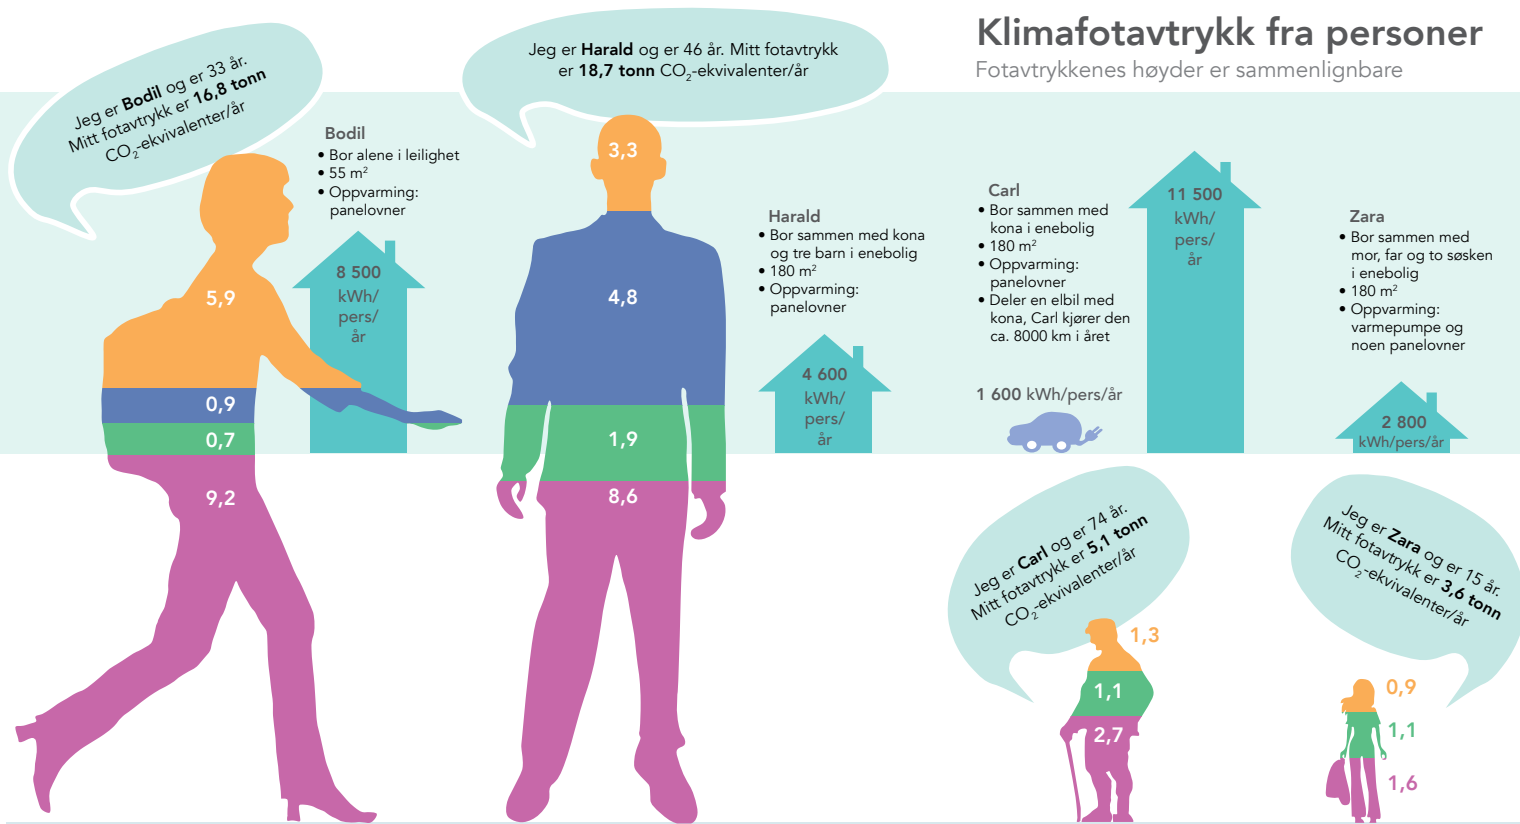 Klimafotavtrykk fra personer
Fotavtrykkenes høyder er sammenlignbare
Jeg er Bodil og er 33 år.
Mitt fotavtrykk er 16,8 tonn
CO₂-ekvivalenter/år
Jeg er Harald og er 46 år. Mitt fotavtrykk
er 18,7 tonn CO₂-ekvivalenter/år
Bodil
• Bor alene i leilighet
• 55 m²
• Oppvarming:
panelovner
8 500
kWh/
pers/
år
5,9
0,9
0,7
9,2
3,3
4,8
1,9
8,6
Harald
• Bor sammen med kona
og tre barn i enebolig
• 180 m²
• Oppvarming:
panelovner
4 600
kWh/
pers/
år
Carl
• Bor sammen med
kona i enebolig
• 180 m²
• Oppvarming:
panelovner
• Deler en elbil med
kona, Carl kjører den
ca. 8000 km i året
1 600 kWh/pers/år
11 500
kWh/
pers/
år
Zara
• Bor sammen med
mor, far og to søsken
i enebolig
• 180 m²
• Oppvarming:
varmepumpe og
noen panelovner
2 800
kWh/pers/år
Jeg er Carl og er 74 år.
Mitt fotavtrykk er 5,1 tonn
CO₂-ekvivalenter/år
1,3
1,1
2,7
Jeg er Zara og er 15 år.
Mitt fotavtrykk er 3,6 tonn
CO₂-ekvivalenter/år
0,9
1,1
1,6